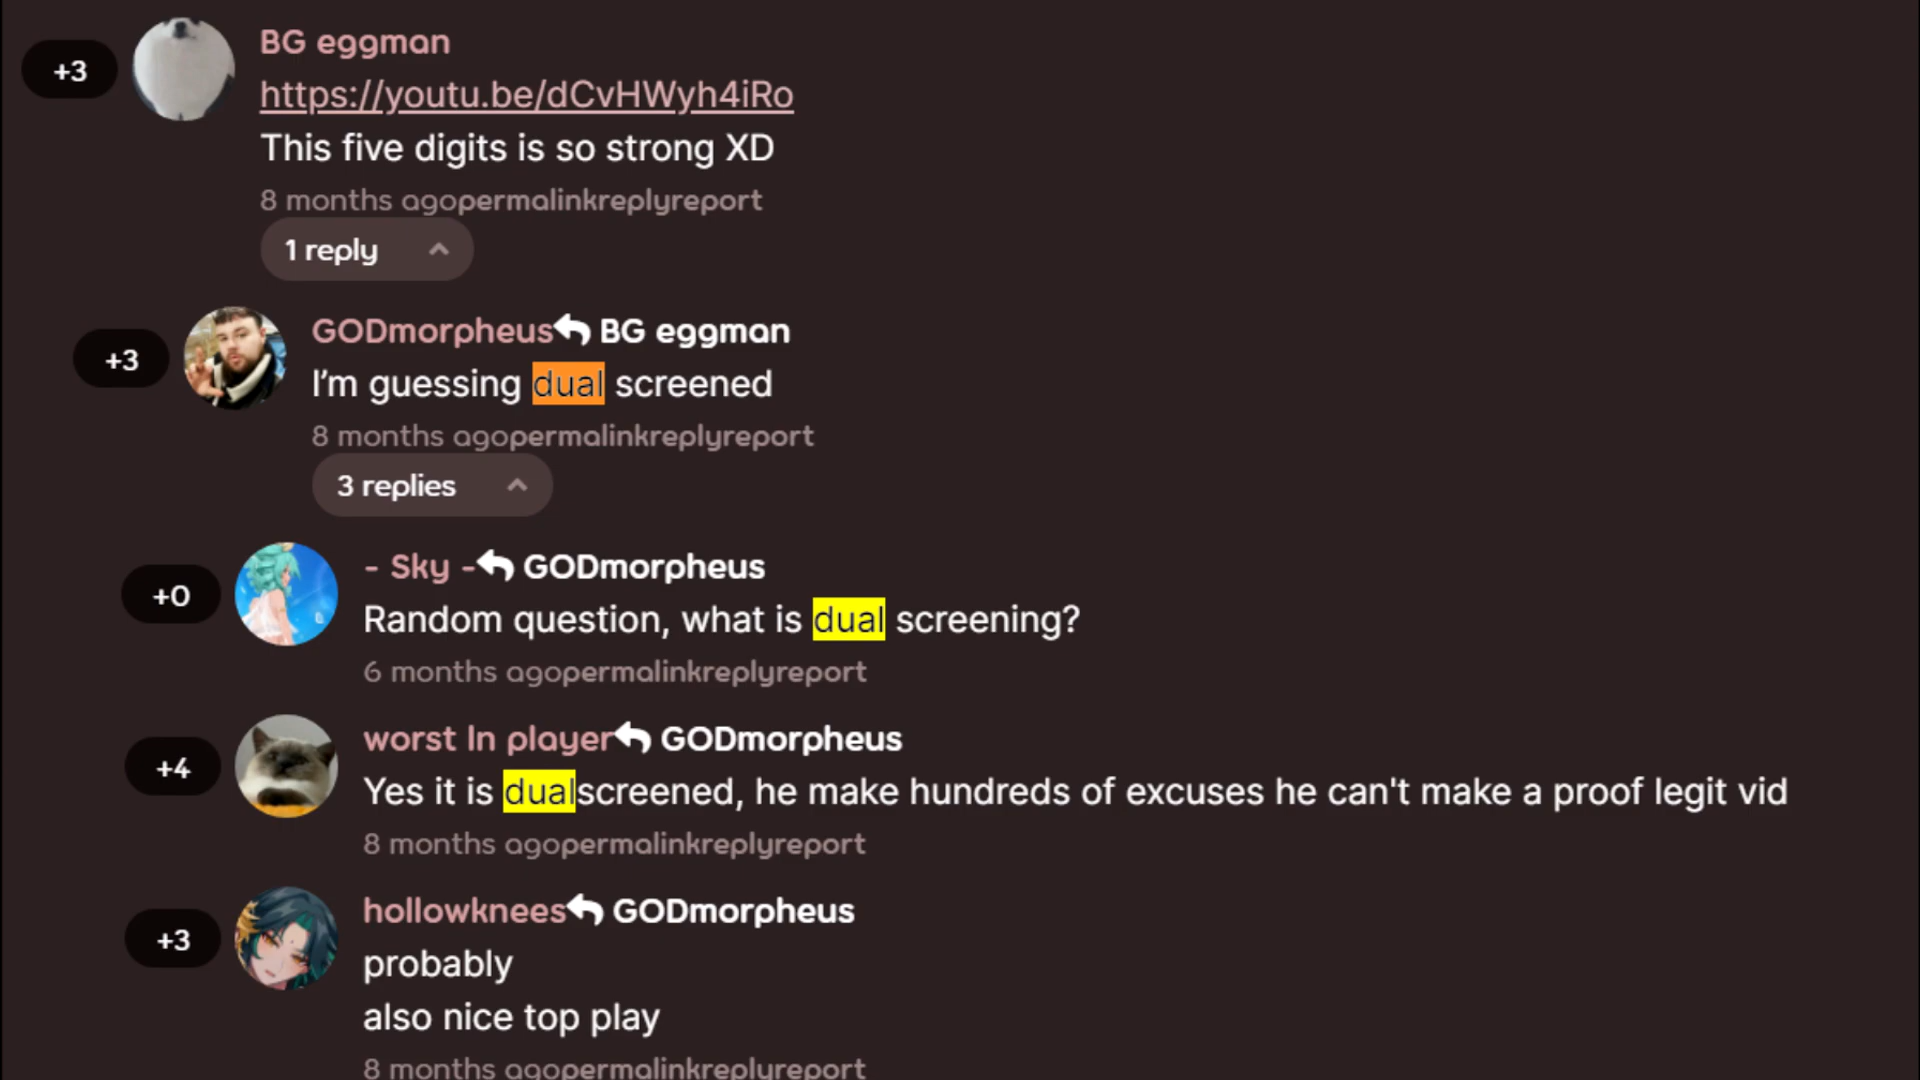 +3
BG eggman
https://youtu.be/dCvHWyh4iRo
This five digits is so strong XD
8 months agopermalinkreplyreport
1 reply
+3
GODmorpheus BG eggman
I'm guessing dual screened
8 months agopermalinkreplyreport
3 replies
+0
- Sky - GODmorpheus
Random question, what is dual screening?
6 months agopermalinkreplyreport
+4
worst ln player GODmorpheus
Yes it is dualscreened, he make hundreds of excuses he can't make a proof legit vid
8 months agopermalinkreplyreport
+3
hollowknees GODmorpheus
probably
also nice top play
8 months agopermalinkreplyreport